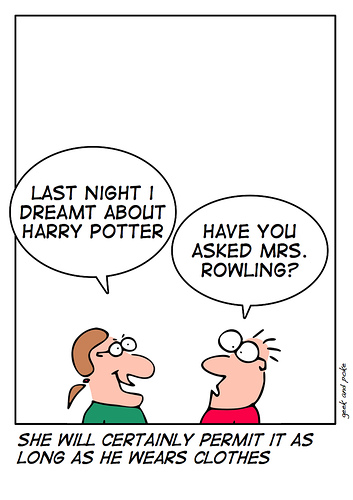 LAST NIGHT I
DREAMT ABOUT
HARRY POTTER
HAVE YOU
ASKED MRS.
ROWLING?
geek and poke
SHE WILL CERTAINLY PERMIT IT AS
LONG AS HE WEARS CLOTHES